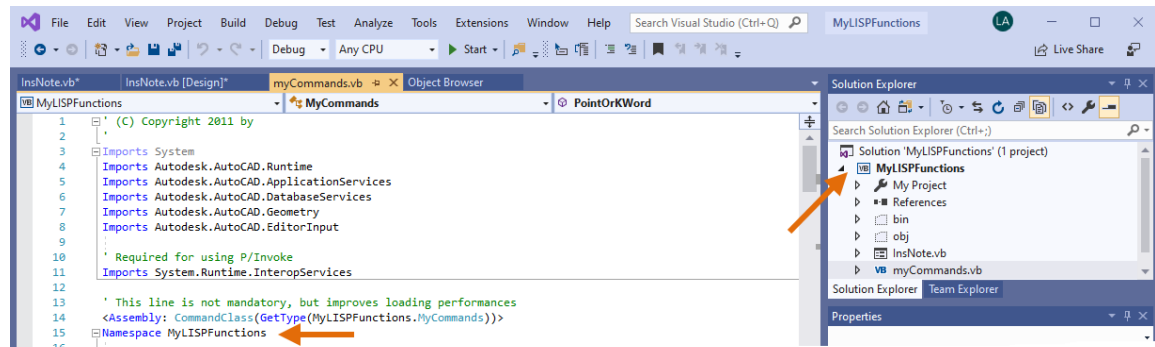 File Edit View Project Build Debug Test Analyze Tools Extensions Window Help Search Visual Studio (Ctrl+Q) MyLISPFunctions LA
Debug Any CPU Start Live Share
InsNote.vb* InsNote.vb [Design]* myCommands.vb Object Browser
VB MyLISPFunctions MyCommands PointOrKWord
1 ' (C) Copyright 2011 by
2 '
3 Imports System
4 Imports Autodesk.AutoCAD.Runtime
5 Imports Autodesk.AutoCAD.ApplicationServices
6 Imports Autodesk.AutoCAD.DatabaseServices
7 Imports Autodesk.AutoCAD.Geometry
8 Imports Autodesk.AutoCAD.EditorInput
9
10 ' Required for using P/Invoke
11 Imports System.Runtime.InteropServices
12
13 ' This line is not mandatory, but improves loading performances
14 <Assembly: CommandClass(GetType(MyLISPFunctions.MyCommands))>
15 Namespace MyLISPFunctions
16
Solution Explorer
Search Solution Explorer (Ctrl+;)
Solution 'MyLISPFunctions' (1 project)
VB MyLISPFunctions
My Project
References
bin
obj
InsNote.vb
VB myCommands.vb
Solution Explorer Team Explorer
Properties